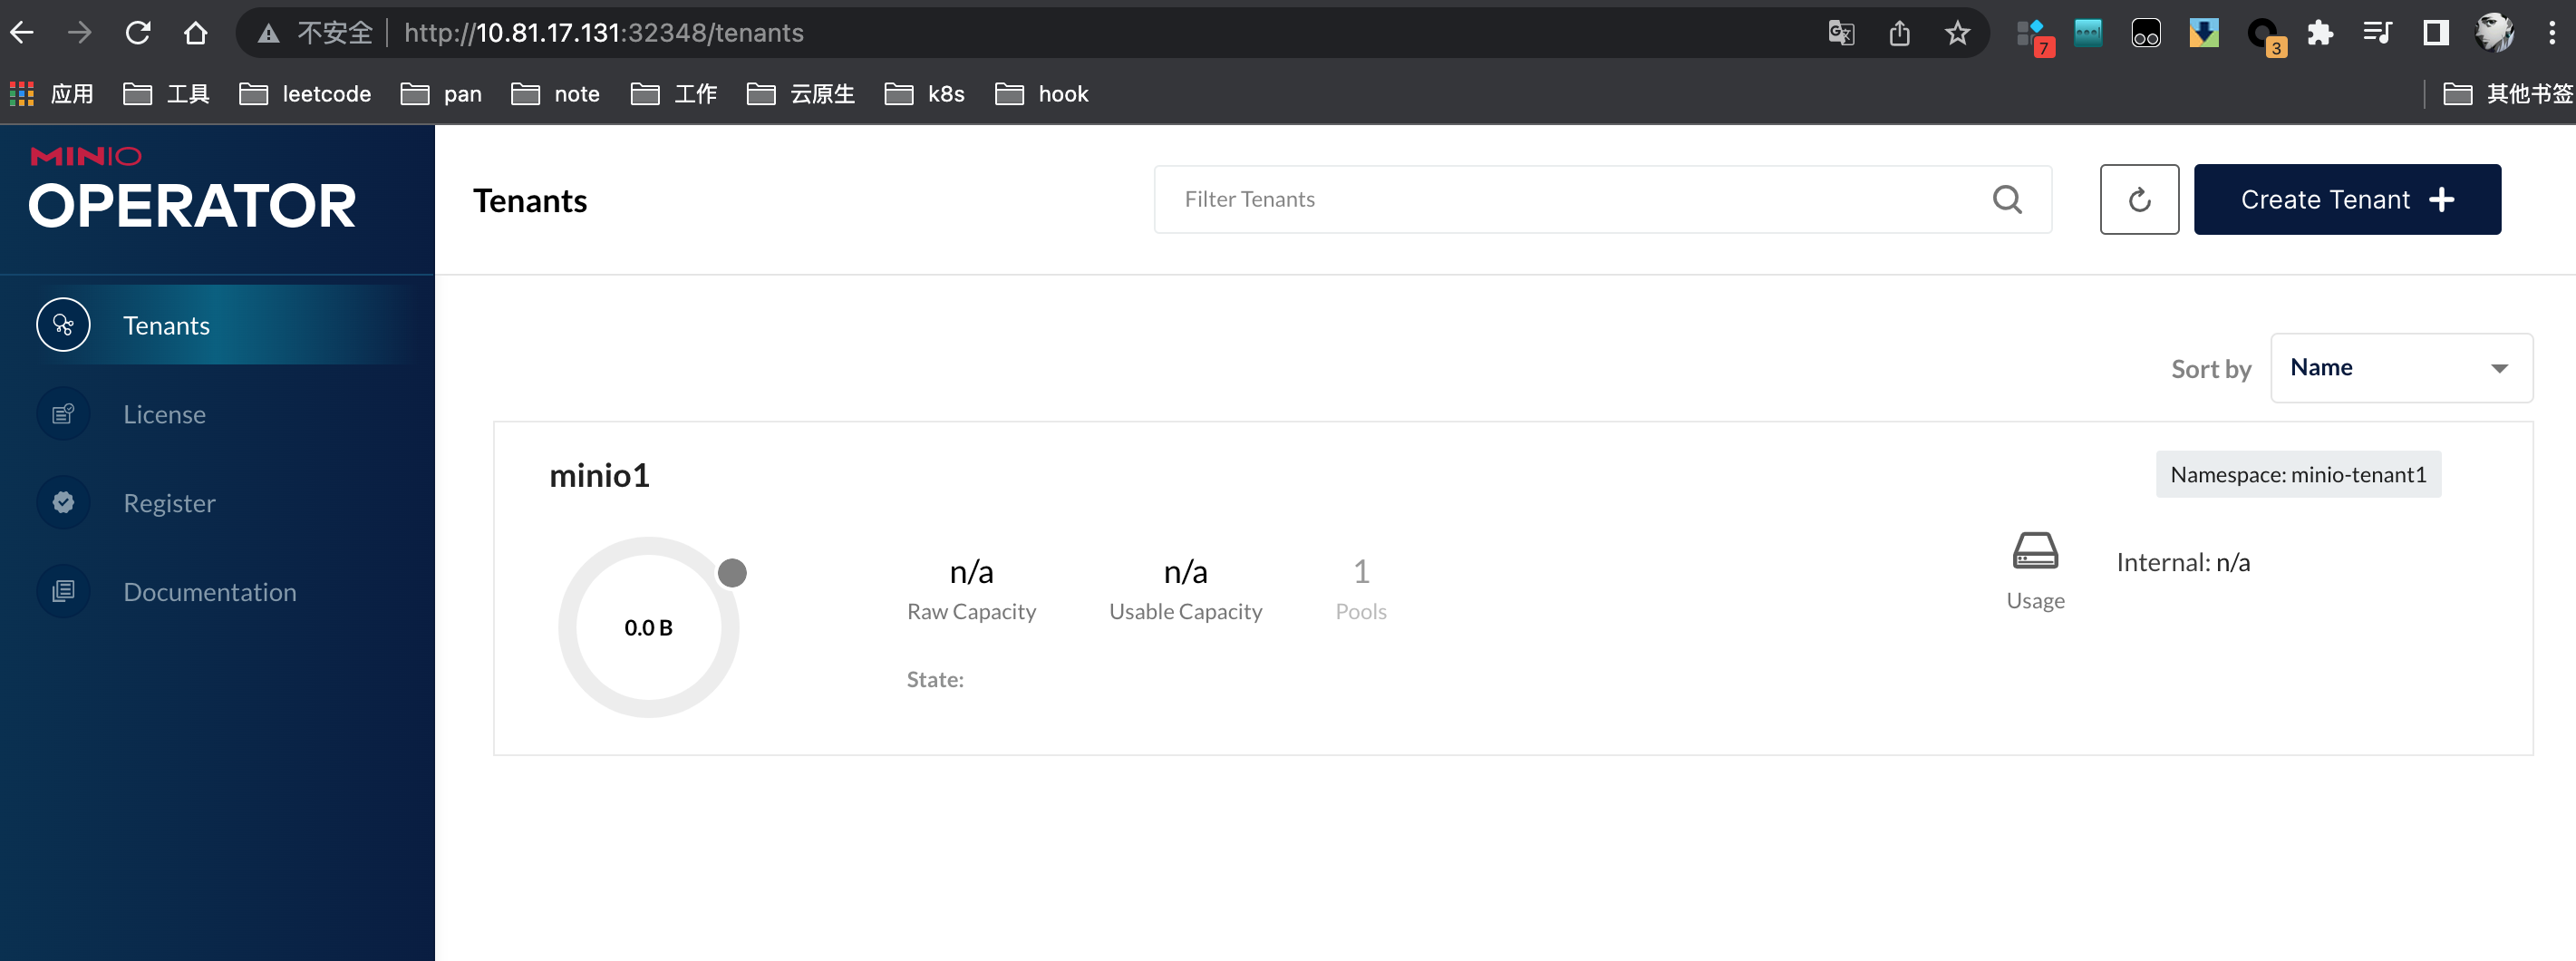 不安全 http://10.81.17.131:32348/tenants
7
3
应用 工具 leetcode pan note 工作 云原生 k8s hook 其他书签
MINIO
OPERATOR
Tenants
License
Register
Documentation
Tenants
Filter Tenants
Create Tenant +
Sort by Name
minio1
Namespace: minio-tenant1
0.0 B
n/a
Raw Capacity
n/a
Usable Capacity
1
Pools
State:
Usage
Internal: n/a